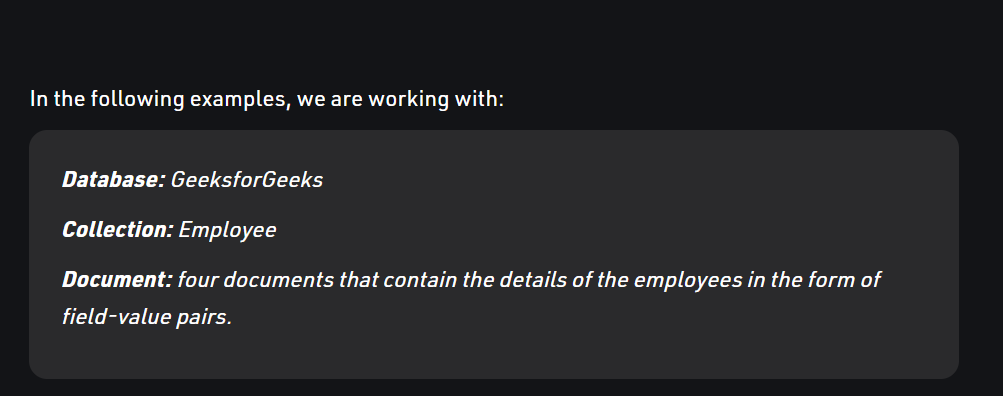 In the following examples, we are working with:
Database: GeeksforGeeks
Collection: Employee
Document: four documents that contain the details of the employees in the form of
field-value pairs.